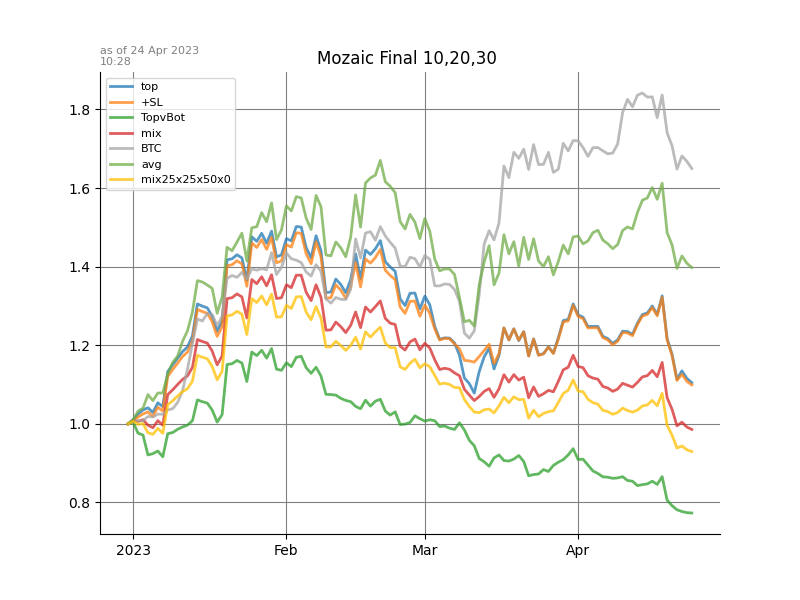 as of 24 Apr 2023
10:28
Mozaic Final 10,20,30
top
+SL
TopvBot
mix
BTC
avg
mix25x25x50x0
1.8
1.6
1.4
1.2
1.0
0.8
2023
Feb
Mar
Apr